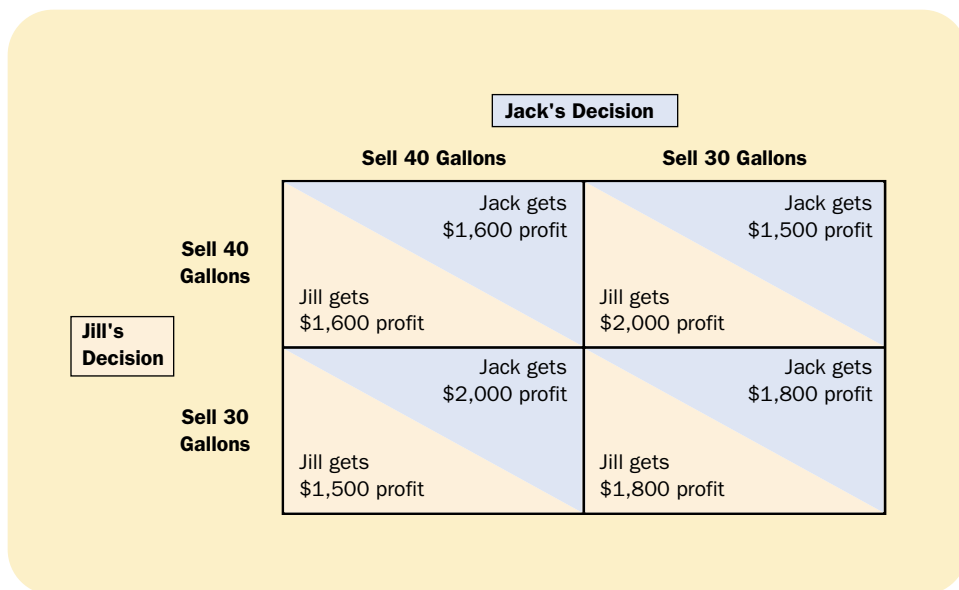 Jack's Decision
Sell 40 Gallons
Sell 30 Gallons
Sell 40
Gallons
Jack gets
$1,600 profit
Jill gets
$1,600 profit
Jack gets
$1,500 profit
Jill gets
$2,000 profit
Jill's
Decision
Sell 30
Gallons
Jack gets
$2,000 profit
Jill gets
$1,500 profit
Jack gets
$1,800 profit
Jill gets
$1,800 profit